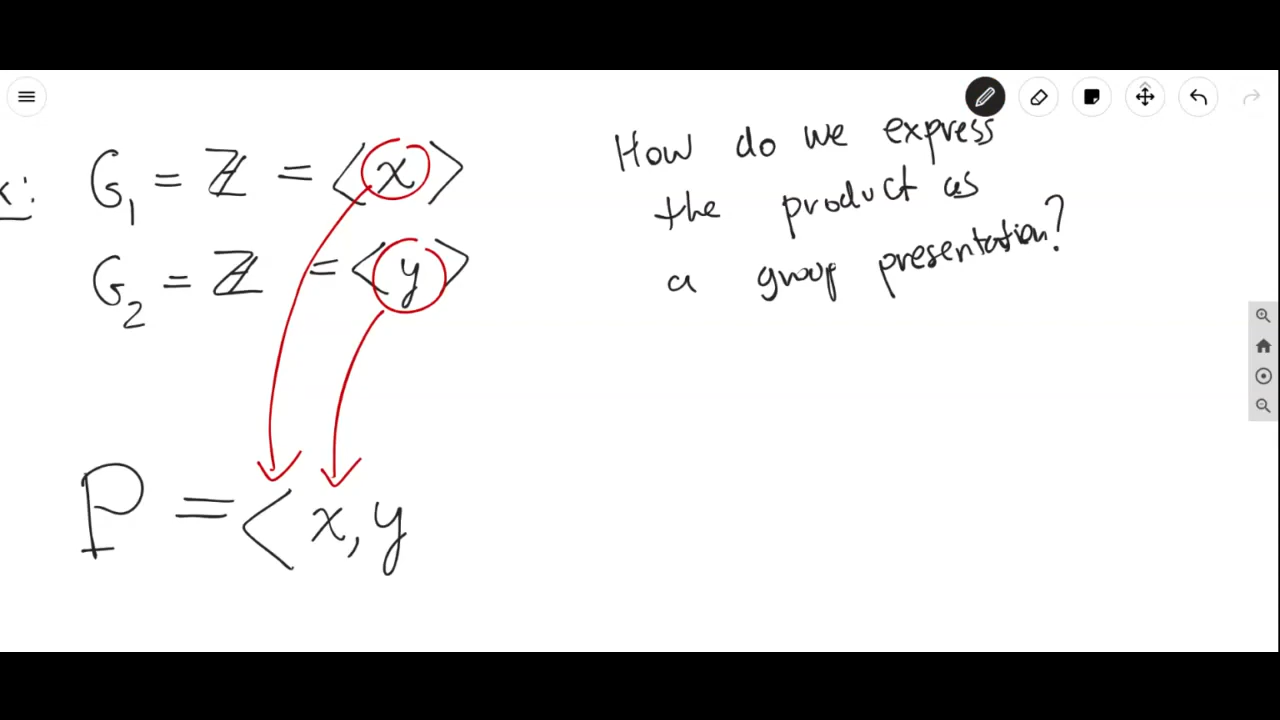 x:
G₁ = ℤ = <x>
G₂ = ℤ = <y>
How do we express
the product as
a group presentation?
P = < x, y